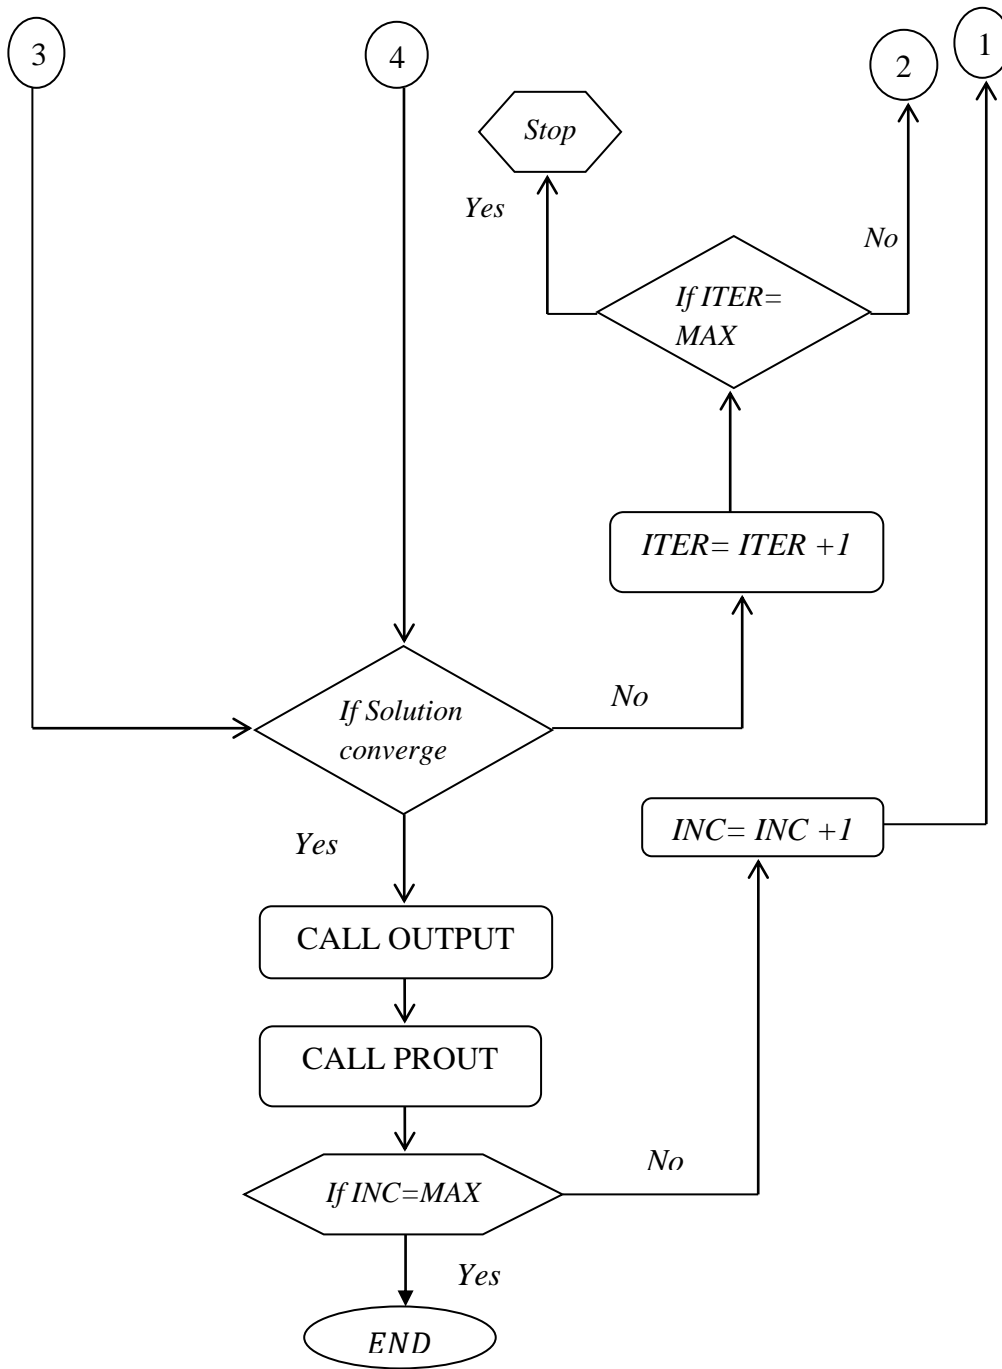 3
4
2
1
Stop
Yes
No
If ITER=
MAX
ITER= ITER +1
If Solution
converge
No
Yes
INC= INC +1
CALL OUTPUT
CALL PROUT
If INC=MAX
No
Yes
END